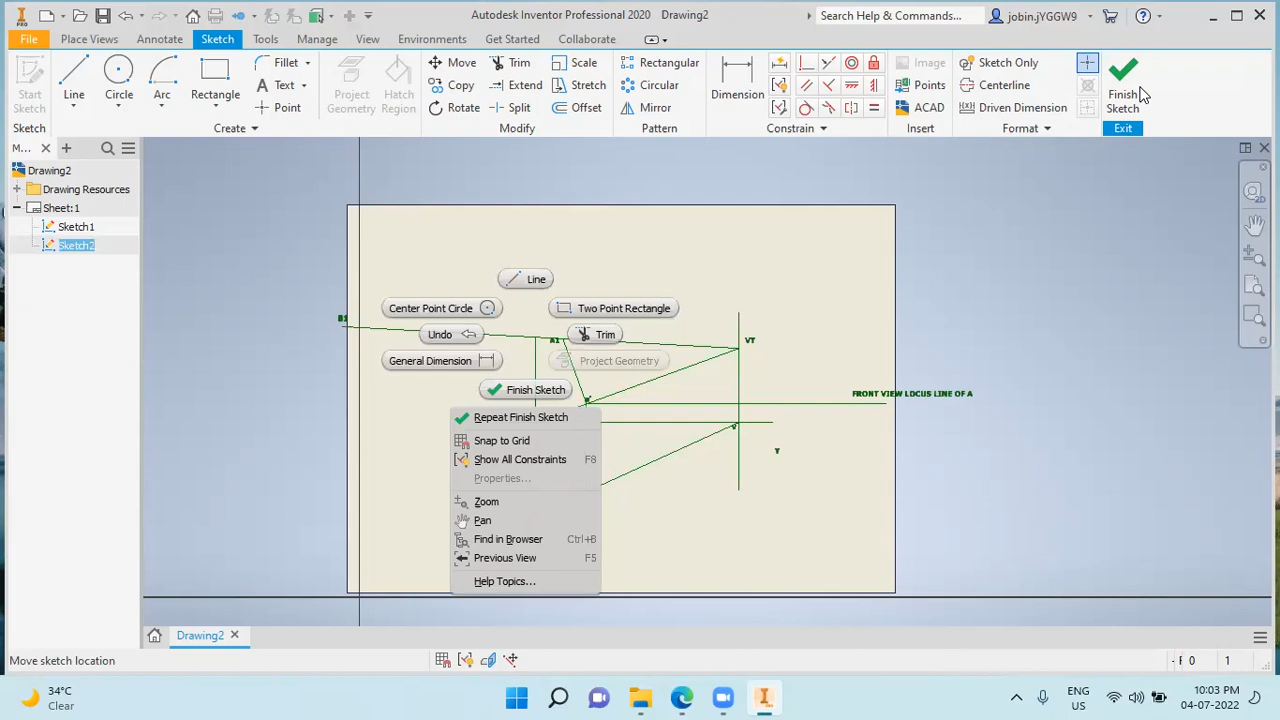 PRO
Autodesk Inventor Professional 2020 Drawing2
Search Help & Commands...
jobin.jYGGW9
File
Place Views
Annotate
Sketch
Tools
Manage
View
Environments
Get Started
Collaborate
Start
Sketch
Sketch
Line
Circle
Arc
Rectangle
Fillet
Text
Point
Create
Project
Geometry
Hatch
Region
Move
Trim
Scale
Copy
Extend
Stretch
Rotate
Split
Offset
Modify
Rectangular
Circular
Mirror
Pattern
Dimension
Constrain
Image
Points
ACAD
Insert
Sketch Only
Centerline
Driven Dimension
Format
Finish
Sketch
Exit
M...
Drawing2
Drawing Resources
Sheet:1
Sketch1
Sketch2
2D
Line
Center Point Circle
Two Point Rectangle
Undo
Trim
General Dimension
Project Geometry
Finish Sketch
B1
A1
VT
FRONT VIEW LOCUS LINE OF A
T
Repeat Finish Sketch
Snap to Grid
Show All Constraints F8
Properties...
Zoom
Pan
Find in Browser Ctrl+B
Previous View F5
Help Topics...
Drawing2
Move sketch location
0 1
34°C
Clear
ENG
US
10:03 PM
04-07-2022